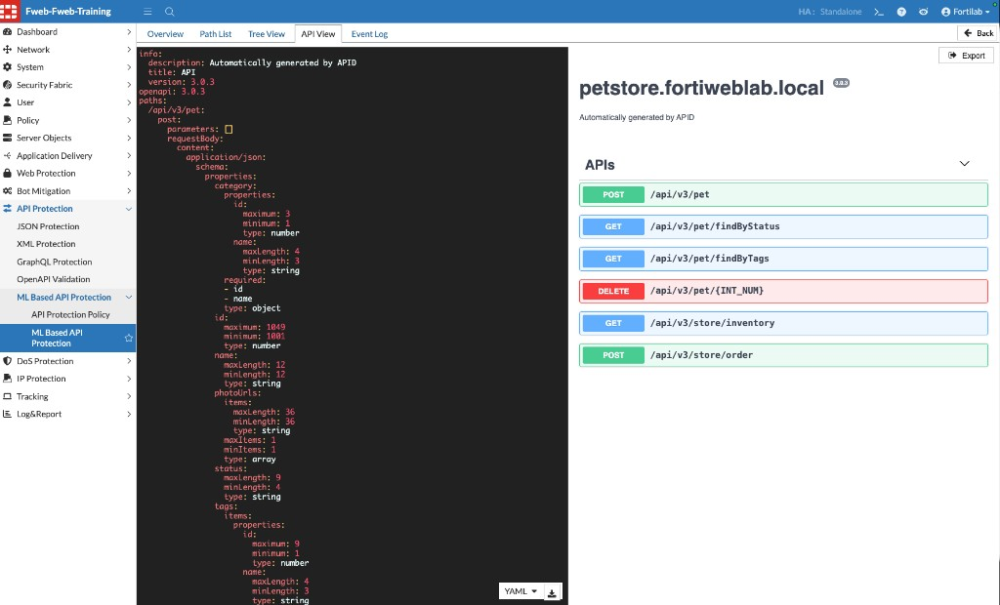 Fweb-Fweb-Training
HA: Standalone
Fortilab
Dashboard
Network
System
Security Fabric
User
Policy
Server Objects
Application Delivery
Web Protection
Bot Mitigation
API Protection
JSON Protection
XML Protection
GraphQL Protection
OpenAPI Validation
ML Based API Protection
API Protection Policy
ML Based API
Protection
DoS Protection
IP Protection
Tracking
Log&Report
Overview Path List Tree View API View Event Log
Back
info:
description: Automatically generated by APID
title: API
version: 3.0.3
openapi: 3.0.3
paths:
/api/v3/pet:
post:
parameters: []
requestBody:
content:
application/json:
schema:
properties:
category:
properties:
id:
maximum: 3
minimum: 1
type: number
name:
maxLength: 4
minLength: 3
type: string
required:
- id
- name
type: object
id:
maximum: 1049
minimum: 1001
type: number
name:
maxLength: 12
minLength: 12
type: string
photoUrls:
items:
maxLength: 36
minLength: 36
type: string
maxItems: 1
minItems: 1
type: array
status:
maxLength: 9
minLength: 4
type: string
tags:
items:
properties:
id:
maximum: 9
minimum: 1
type: number
name:
maxLength: 4
minLength: 3
type: string
YAML
Export
petstore.fortiweblab.local 3.0.3
Automatically generated by APID
APIs
POST /api/v3/pet
GET /api/v3/pet/findByStatus
GET /api/v3/pet/findByTags
DELETE /api/v3/pet/{INT_NUM}
GET /api/v3/store/inventory
POST /api/v3/store/order